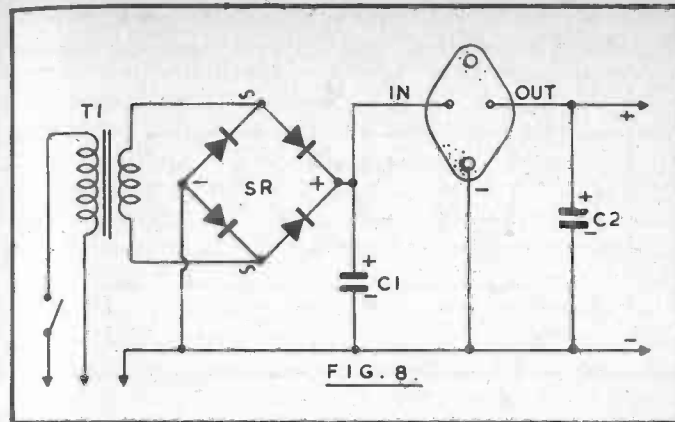 T1
S
IN
OUT
+
-
SR
+
-
+
C1
-
+
C2
-
S
-
FIG. 8.